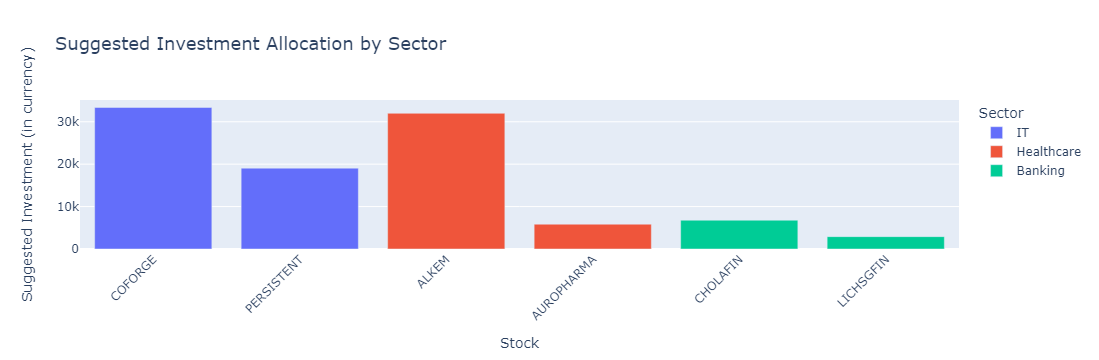 Suggested Investment Allocation by Sector
Suggested Investment (in currency)
30k
20k
10k
0
COFORGE
PERSISTENT
ALKEM
AUROPHARMA
CHOLAFIN
LICHSGFIN
Stock
Sector
IT
Healthcare
Banking